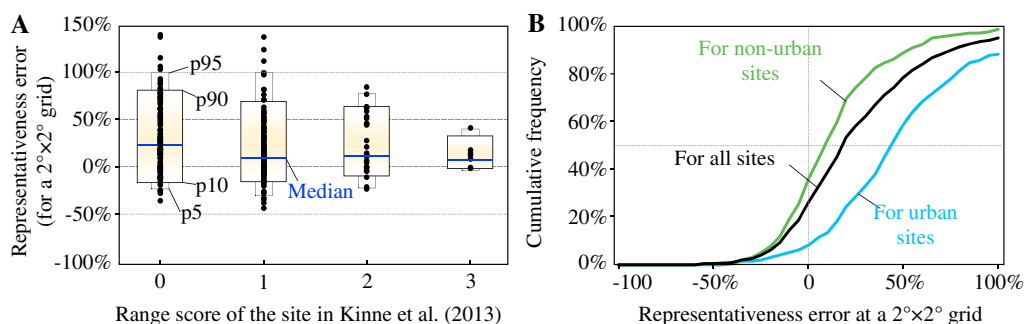 A
Representativeness error
(for a 2°×2° grid)
150%
100%
50%
0%
-50%
-100%
p95
p90
p10
p5
Median
0
1
2
3
Range score of the site in Kinne et al. (2013)
B
Cumulative frequency
100%
80%
60%
40%
20%
0%
For non-urban
sites
For all sites
For urban
sites
-100
-50%
0
50%
100%
Representativeness error at a 2°×2° grid